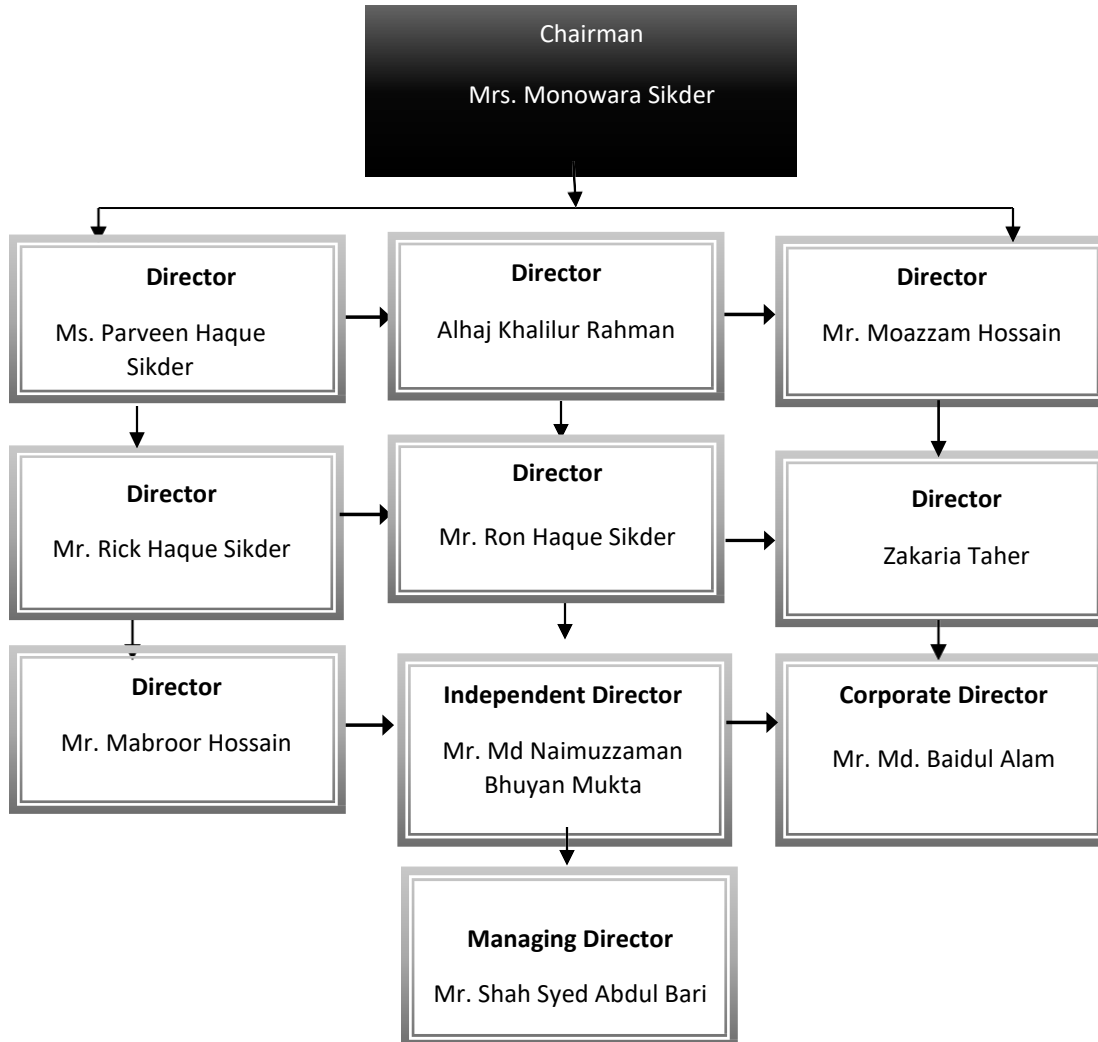 Chairman
Mrs. Monowara Sikder
Director
Ms. Parveen Haque
Sikder
Director
Alhaj Khalilur Rahman
Director
Mr. Moazzam Hossain
Director
Mr. Rick Haque Sikder
Director
Mr. Ron Haque Sikder
Director
Zakaria Taher
Director
Mr. Mabroor Hossain
Independent Director
Mr. Md Naimuzzaman
Bhuyan Mukta
Corporate Director
Mr. Md. Baidul Alam
Managing Director
Mr. Shah Syed Abdul Bari